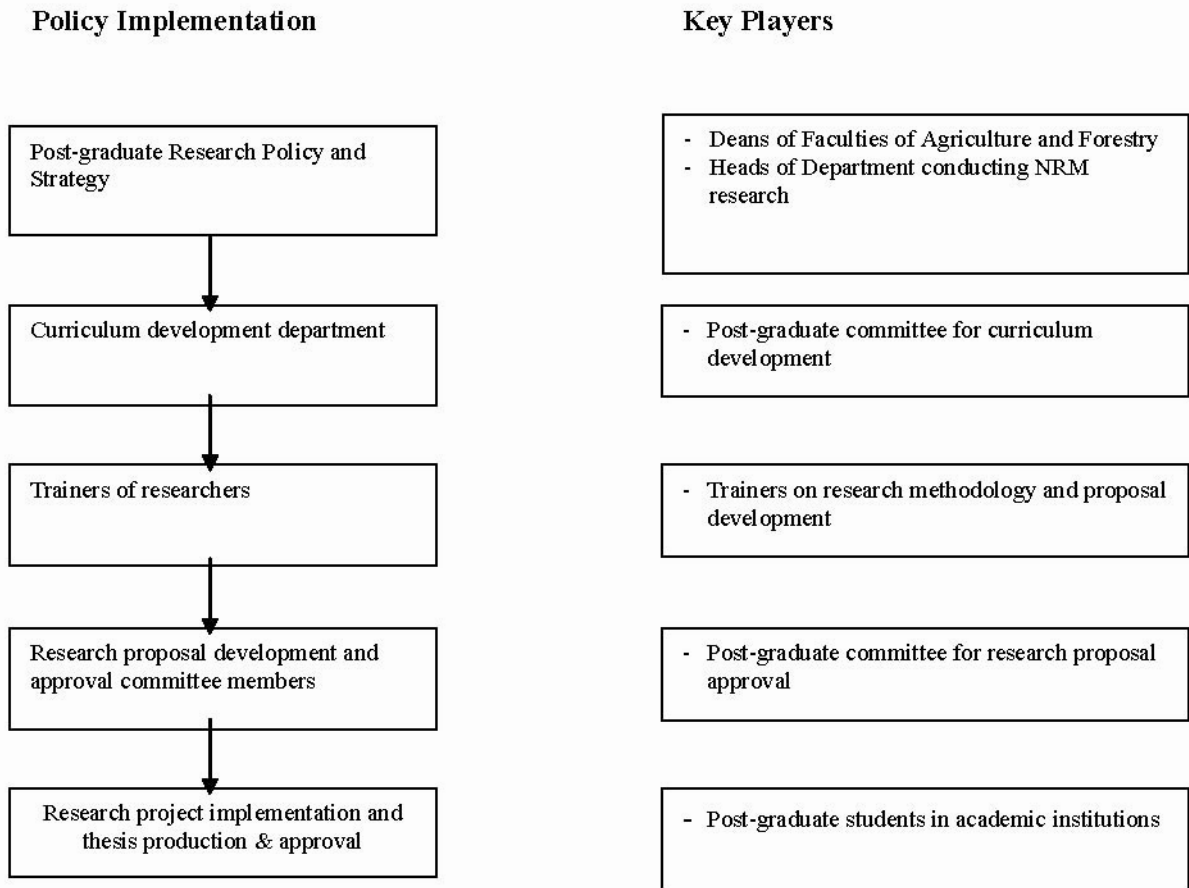 Policy Implementation
Key Players
Post-graduate Research Policy and
Strategy
- Deans of Faculties of Agriculture and Forestry
- Heads of Department conducting NRM
research
Curriculum development department
- Post-graduate committee for curriculum
development
Trainers of researchers
- Trainers on research methodology and proposal
development
Research proposal development and
approval committee members
- Post-graduate committee for research proposal
approval
Research project implementation and
thesis production & approval
- Post-graduate students in academic institutions